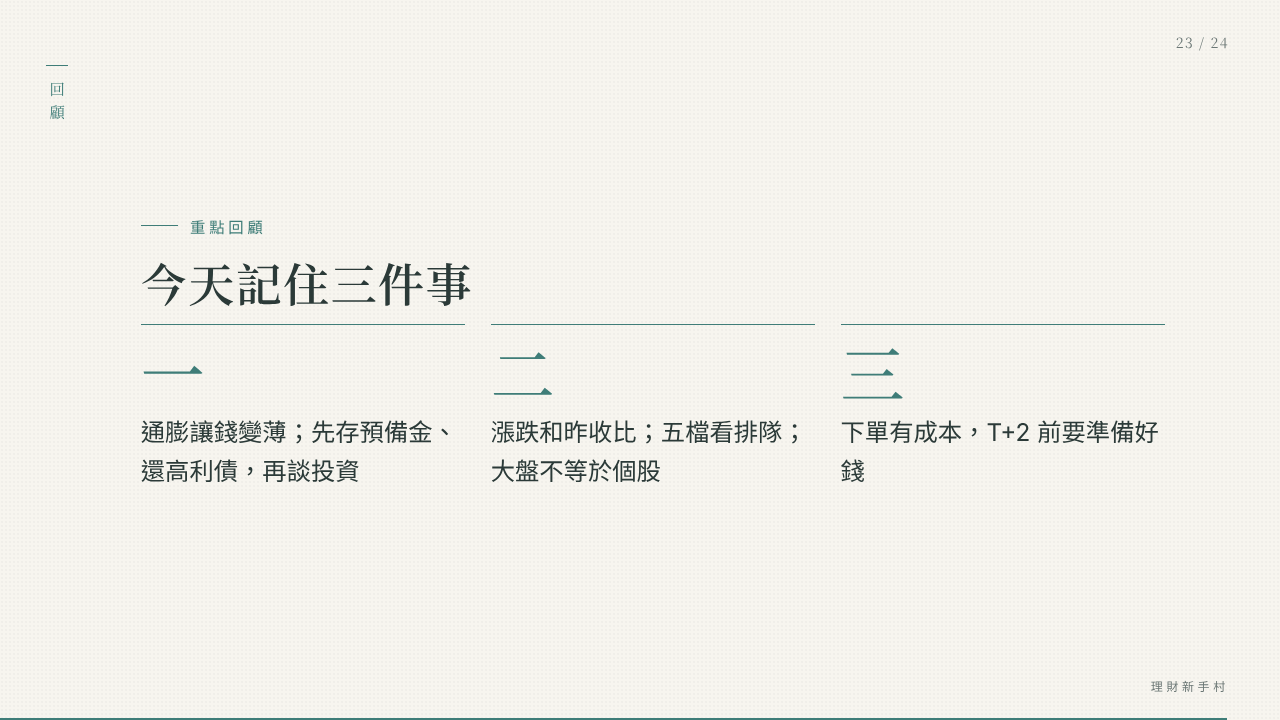 23 / 24
回顧
重點回顧
今天記住三件事
一
通膨讓錢變薄；先存預備金、
還高利債，再談投資
二
漲跌和昨收比；五檔看排隊；
大盤不等於個股
三
下單有成本，T+2 前要準備好
錢
理財新手村